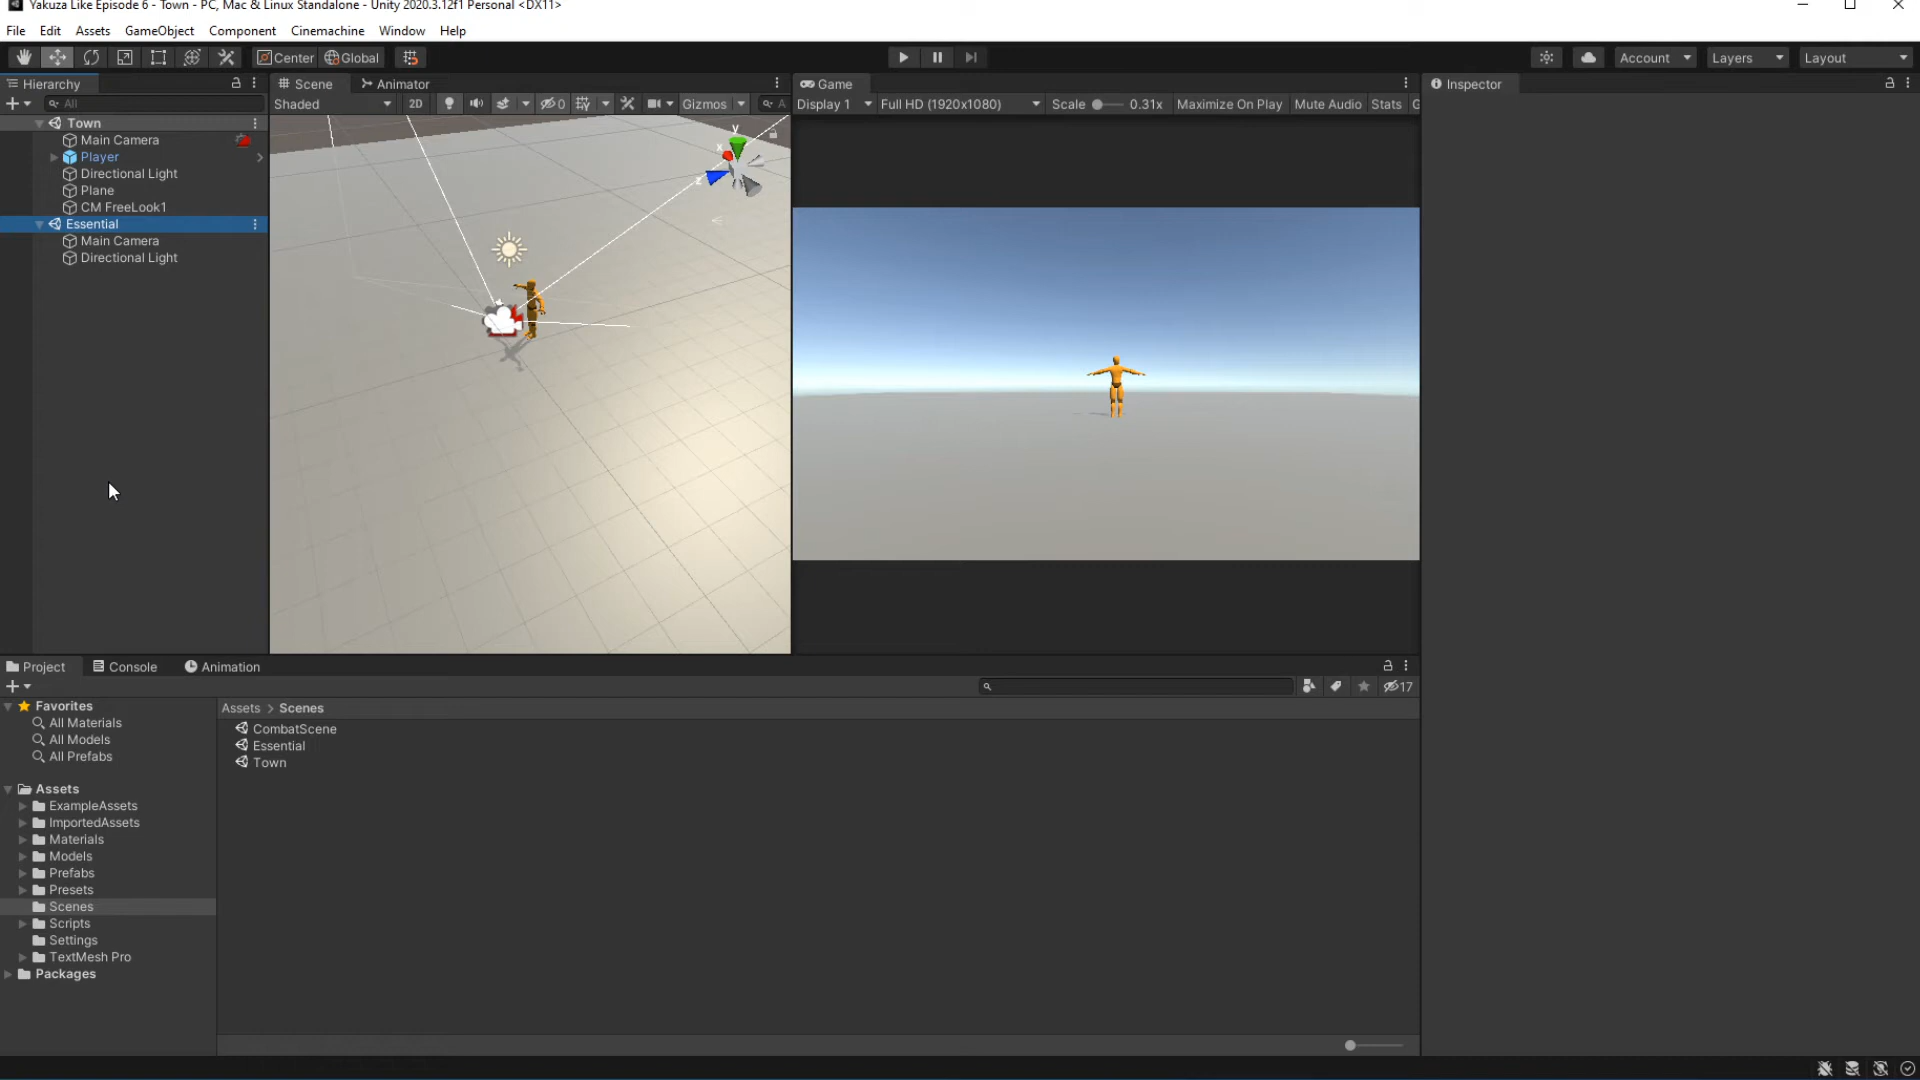 Yakuza Like Episode 6 - Town - PC, Mac & Linux Standalone - Unity 2020.3.12f1 Personal <DX11>
File Edit Assets GameObject Component Cinemachine Window Help
Center Global Account Layers Layout
Hierarchy Scene Animator Game Inspector
All Shaded 2D 0 Gizmos A Display 1 Full HD (1920x1080) Scale 0.31x Maximize On Play Mute Audio Stats G
Town
Main Camera
Player
Directional Light
Plane
CM FreeLook1
Essential
Main Camera
Directional Light
y
x
z
Project Console Animation
17
Favorites
All Materials
All Models
All Prefabs
Assets
ExampleAssets
ImportedAssets
Materials
Models
Prefabs
Presets
Scenes
Scripts
Settings
TextMesh Pro
Packages
Assets > Scenes
CombatScene
Essential
Town